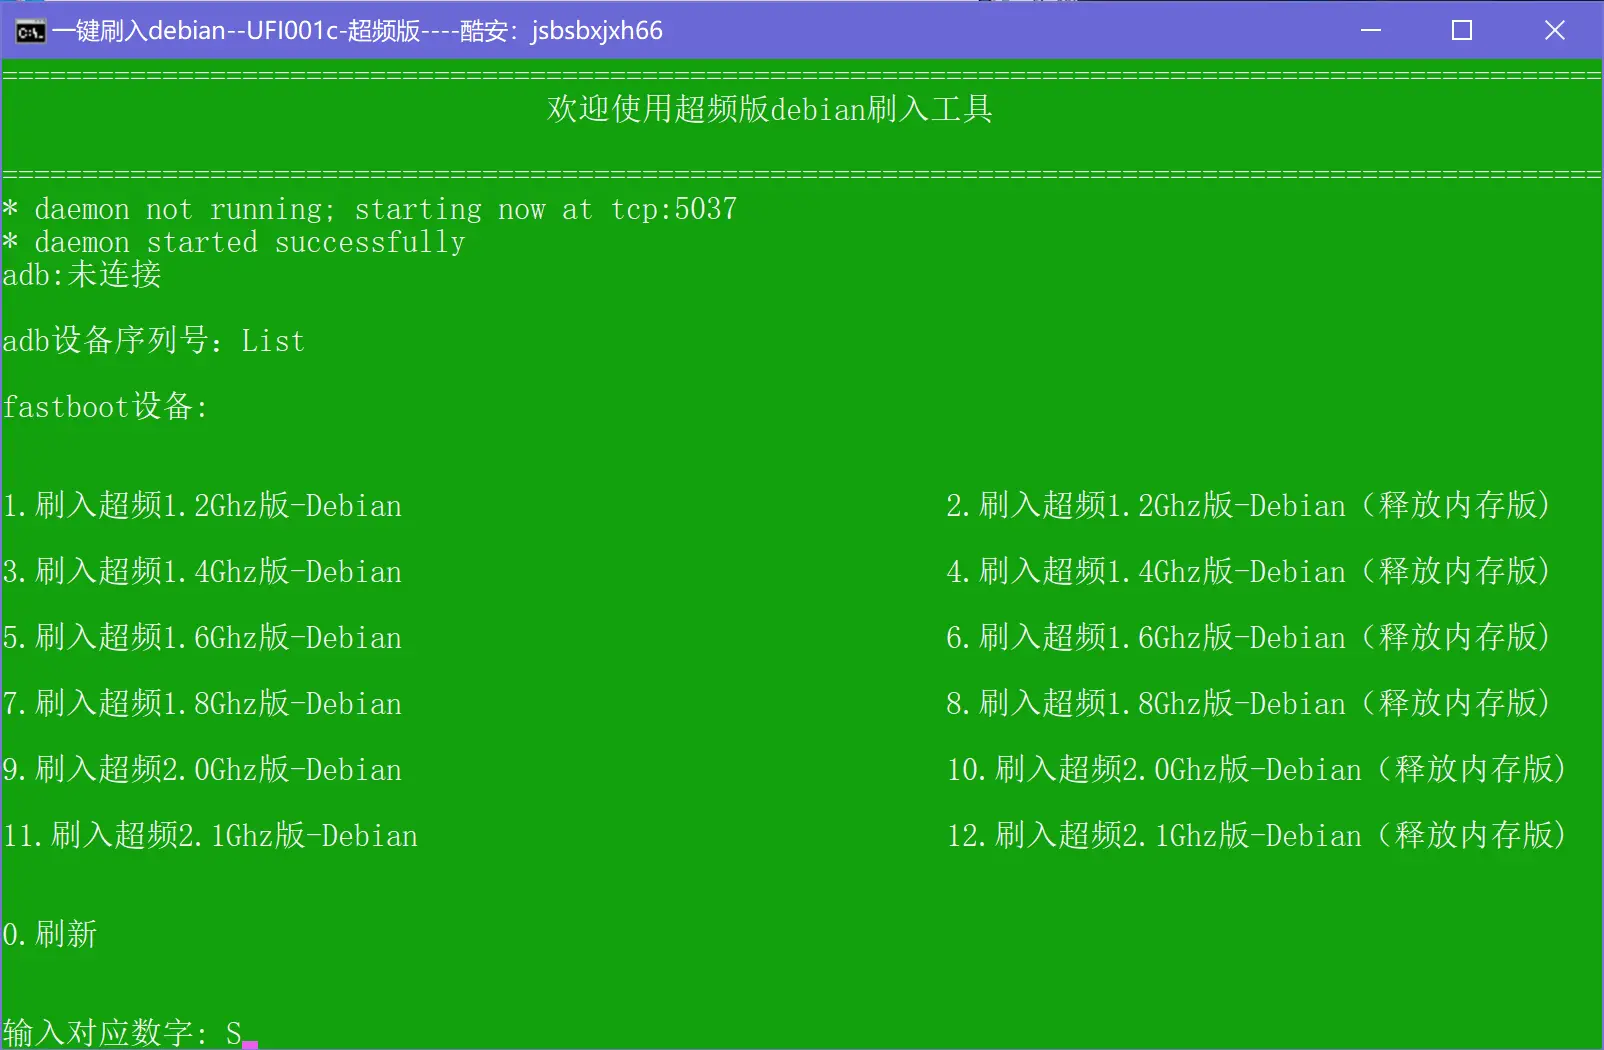 一键刷入debian--UFI001c-超频版----酷安：jsbsbxjxh66
====================================================================================================
欢迎使用超频版debian刷入工具
====================================================================================================
* daemon not running; starting now at tcp:5037
* daemon started successfully
adb:未连接
adb设备序列号：List
fastboot设备:
1.刷入超频1.2Ghz版-Debian 2.刷入超频1.2Ghz版-Debian（释放内存版)
3.刷入超频1.4Ghz版-Debian 4.刷入超频1.4Ghz版-Debian（释放内存版)
5.刷入超频1.6Ghz版-Debian 6.刷入超频1.6Ghz版-Debian（释放内存版)
7.刷入超频1.8Ghz版-Debian 8.刷入超频1.8Ghz版-Debian（释放内存版)
9.刷入超频2.0Ghz版-Debian 10.刷入超频2.0Ghz版-Debian（释放内存版)
11.刷入超频2.1Ghz版-Debian 12.刷入超频2.1Ghz版-Debian（释放内存版)
0.刷新
输入对应数字: S